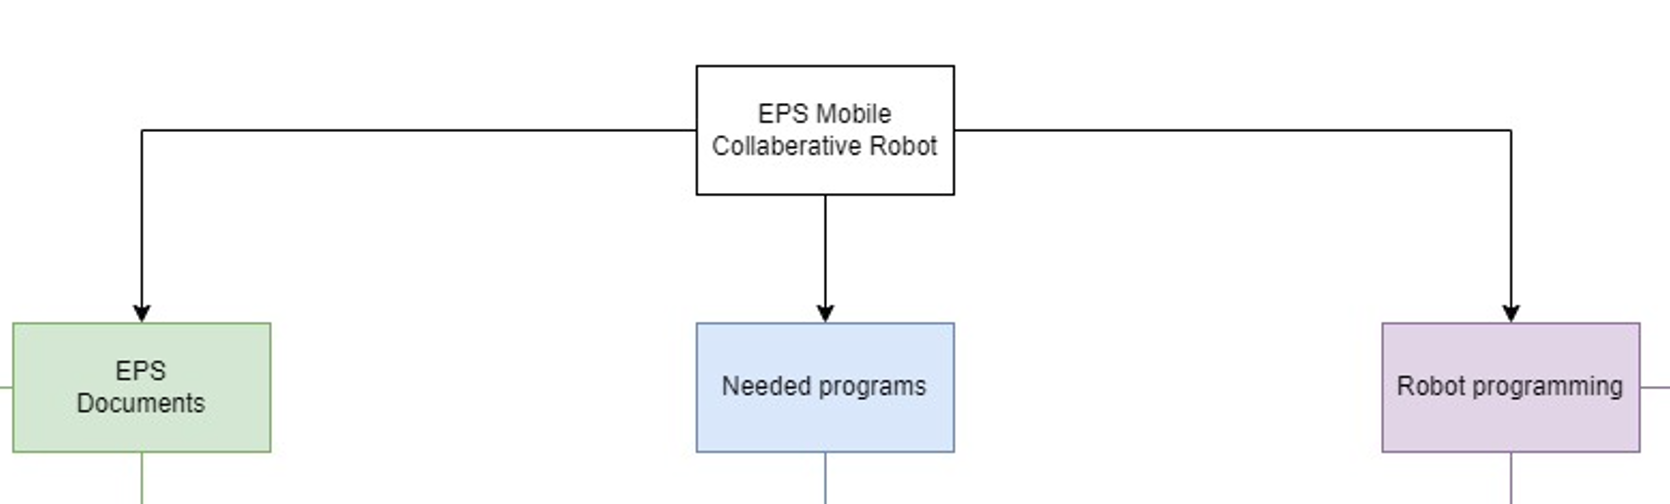 EPS Mobile
Collaberative Robot
EPS
Documents
Needed programs
Robot programming